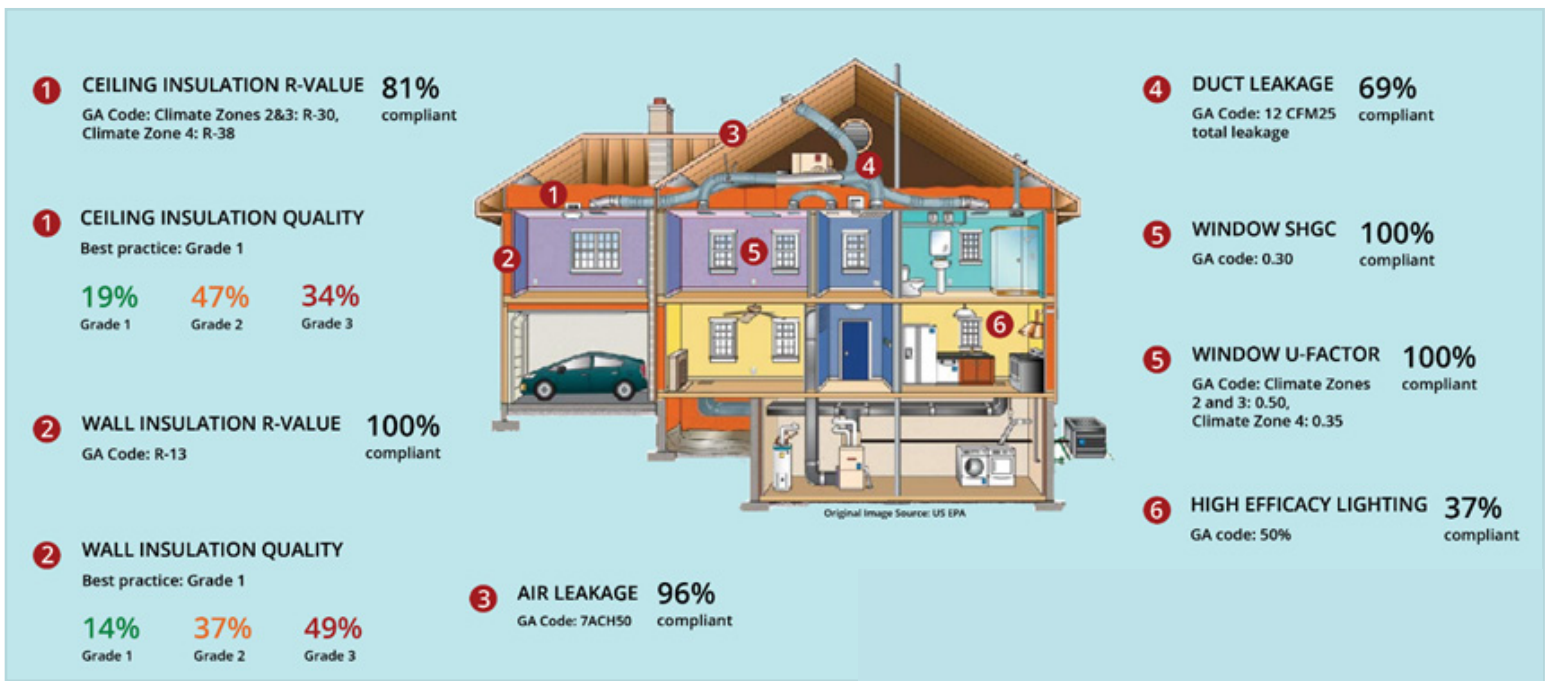 1 CEILING INSULATION R-VALUE 81%
GA Code: Climate Zones 2&3: R-30, compliant
Climate Zone 4: R-38
1 CEILING INSULATION QUALITY
Best practice: Grade 1
19% 47% 34%
Grade 1 Grade 2 Grade 3
2 WALL INSULATION R-VALUE 100%
GA Code: R-13 compliant
2 WALL INSULATION QUALITY
Best practice: Grade 1
14% 37% 49%
Grade 1 Grade 2 Grade 3
3
4
1
2
5
6
Original Image Source: US EPA
3 AIR LEAKAGE 96%
GA Code: 7ACH50 compliant
4 DUCT LEAKAGE 69%
GA Code: 12 CFM25 compliant
total leakage
5 WINDOW SHGC 100%
GA code: 0.30 compliant
5 WINDOW U-FACTOR 100%
GA Code: Climate Zones compliant
2 and 3: 0.50,
Climate Zone 4: 0.35
6 HIGH EFFICACY LIGHTING 37%
GA code: 50% compliant